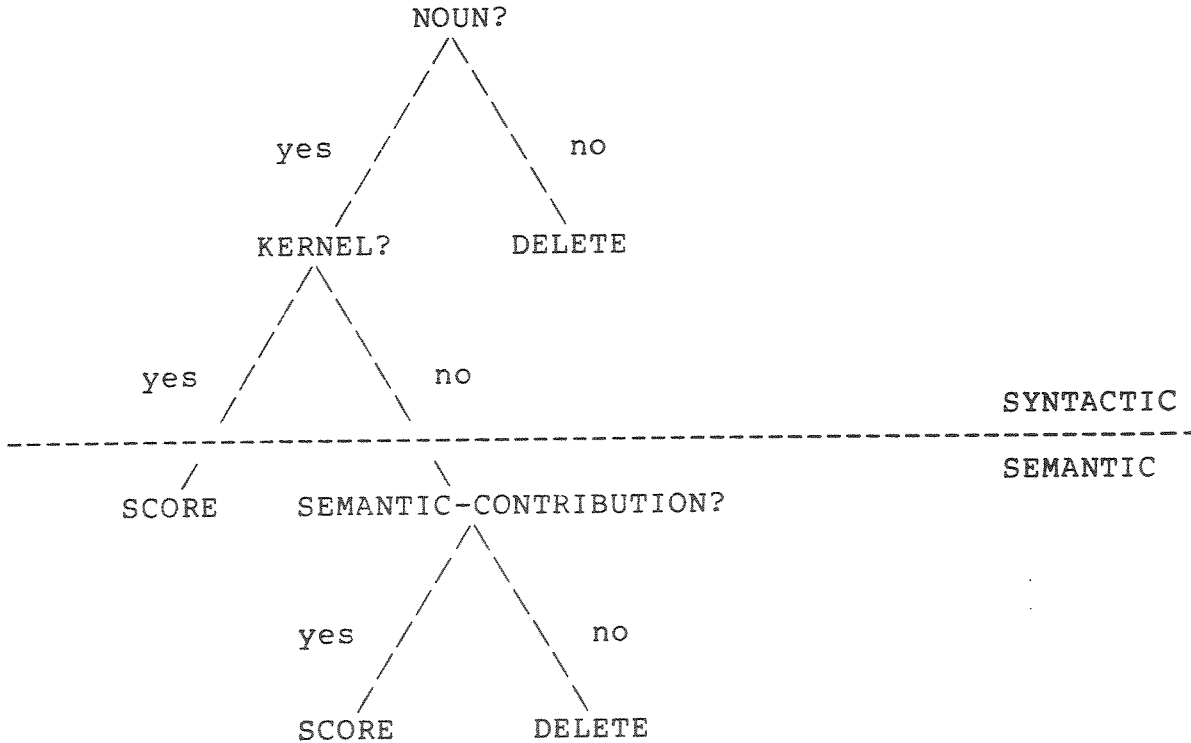 NOUN?
yes no
KERNEL? DELETE
yes no
SYNTACTIC
SEMANTIC
SCORE SEMANTIC-CONTRIBUTION?
yes no
SCORE DELETE